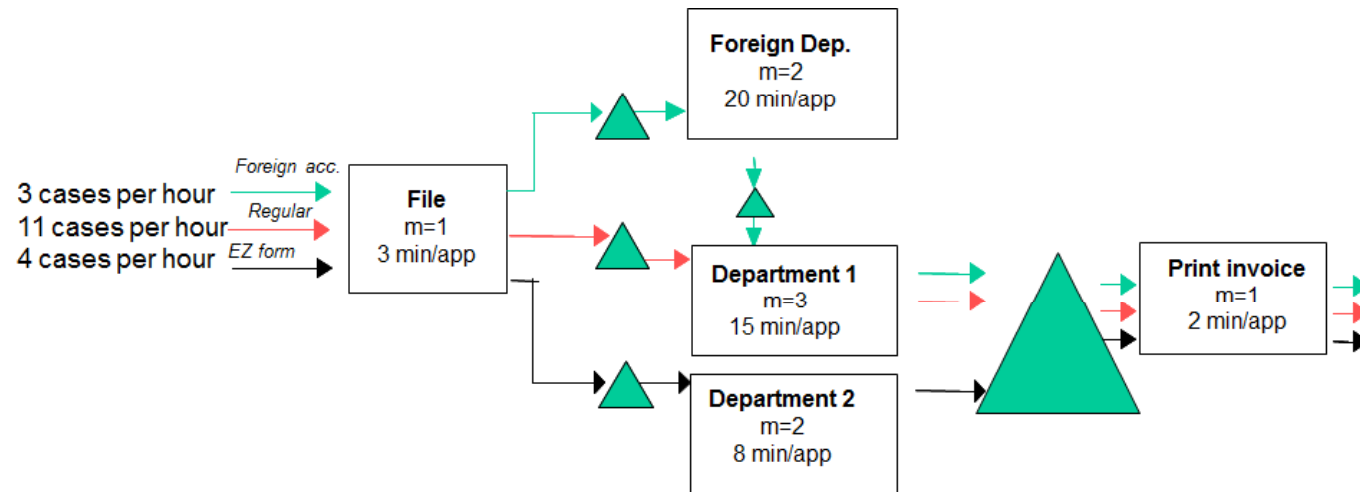 3 cases per hour
Foreign acc.
11 cases per hour
Regular
4 cases per hour
EZ form
File
m=1
3 min/app
Foreign Dep.
m=2
20 min/app
Department 1
m=3
15 min/app
Department 2
m=2
8 min/app
Print invoice
m=1
2 min/app